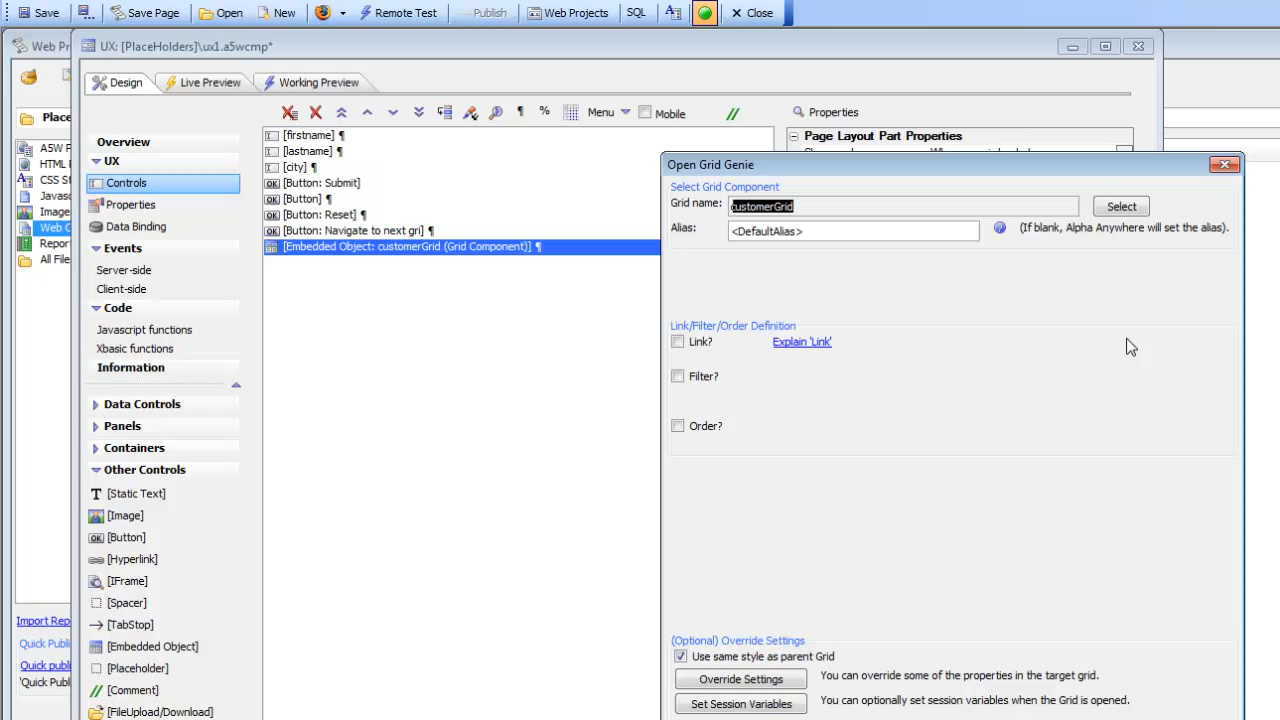 Save Save Page Open New Remote Test Publish Web Projects SQL Close
Web Pr
UX: [PlaceHolders]\ux1.a5wcmp*
Design Live Preview Working Preview
Menu Mobile // Properties
Place
A5W P
HTML
CSS St
Javasc
Image
Web C
Report
All File
Import Rep
Quick Publi
Quick publ
'Quick Publ
Overview
UX
Controls
Properties
Data Binding
Events
Server-side
Client-side
Code
Javascript functions
Xbasic functions
Information
Data Controls
Panels
Containers
Other Controls
[Static Text]
[Image]
[Button]
[Hyperlink]
[IFrame]
[Spacer]
[TabStop]
[Embedded Object]
[Placeholder]
[Comment]
[FileUpload/Download]
[firstname] ¶
[lastname] ¶
[city] ¶
[Button: Submit]
[Button] ¶
[Button: Reset] ¶
[Button: Navigate to next gri] ¶
[Embedded Object: customerGrid (Grid Component)] ¶
Page Layout Part Properties
Open Grid Genie
Select Grid Component
Grid name: customerGrid Select
Alias: <DefaultAlias> (If blank, Alpha Anywhere will set the alias).
Link/Filter/Order Definition
Link? Explain 'Link'
Filter?
Order?
(Optional) Override Settings
Use same style as parent Grid
Override Settings You can override some of the properties in the target grid.
Set Session Variables You can optionally set session variables when the Grid is opened.